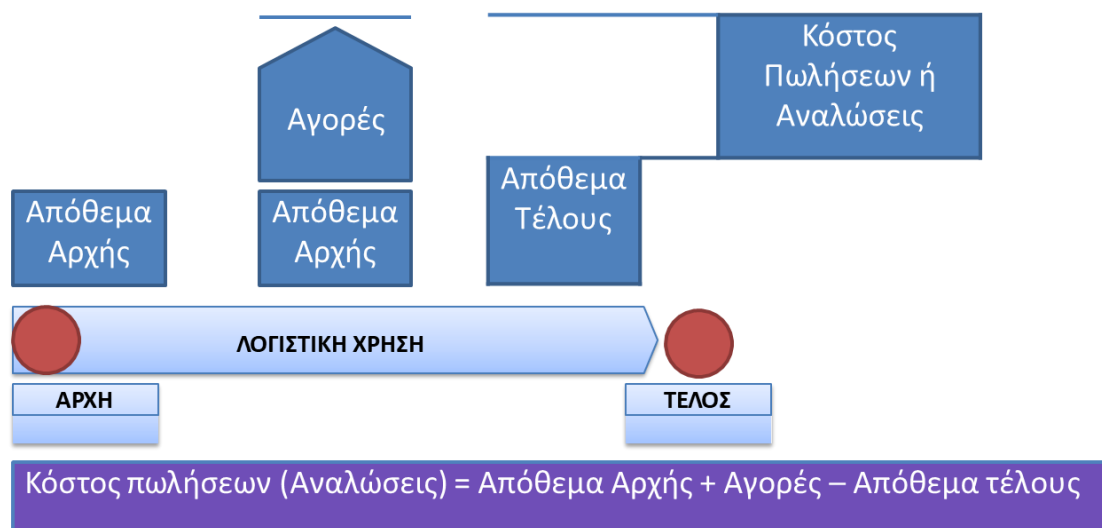 Απόθεμα
Αρχής
Αγορές
Απόθεμα
Αρχής
Απόθεμα
Τέλους
Κόστος
Πωλήσεων ή
Αναλώσεις
ΛΟΓΙΣΤΙΚΗ ΧΡΗΣΗ
ΑΡΧΗ
ΤΕΛΟΣ
Κόστος πωλήσεων (Αναλώσεις) = Απόθεμα Αρχής + Αγορές – Απόθεμα τέλους